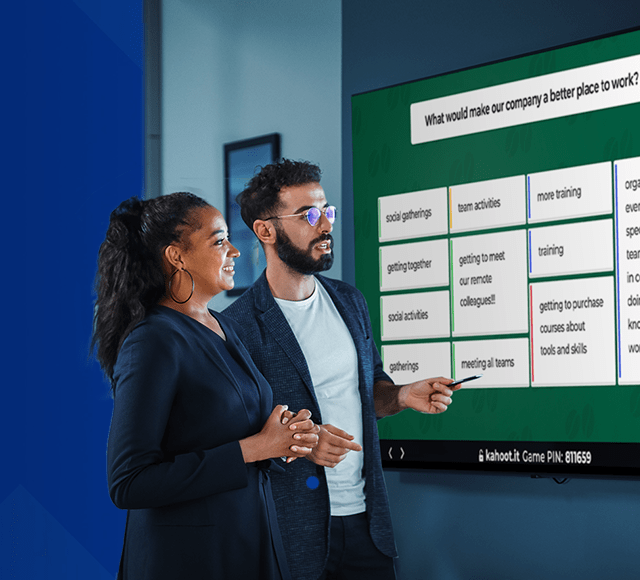 What would make our company a better place to work?
social gatherings
getting together
social activities
gatherings
team activities
getting to meet
our remote
colleagues!!!
meeting all teams
more training
training
getting to purchase
courses about
tools and skills
kahoot.it Game PIN: 811659